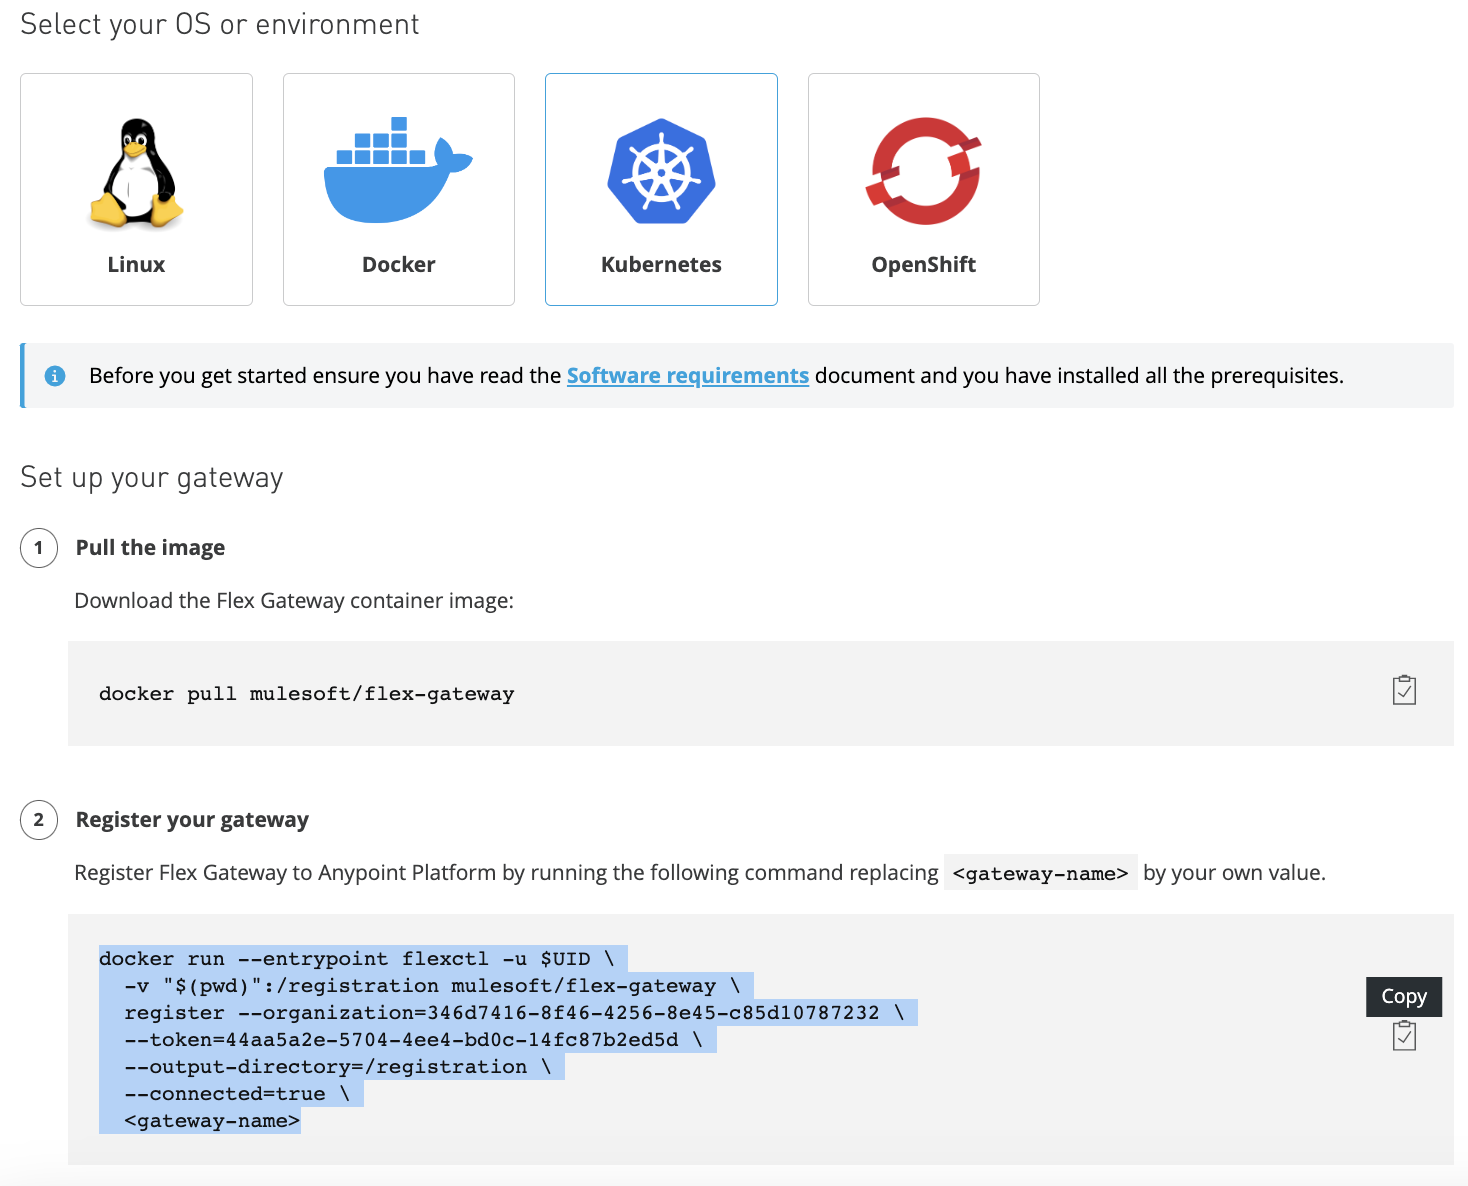 Select your OS or environment
Linux
Docker
Kubernetes
OpenShift
Before you get started ensure you have read the Software requirements document and you have installed all the prerequisites.
Set up your gateway
1 Pull the image
Download the Flex Gateway container image:
docker pull mulesoft/flex-gateway
2 Register your gateway
Register Flex Gateway to Anypoint Platform by running the following command replacing <gateway-name> by your own value.
docker run --entrypoint flexctl -u $UID \
-v "$(pwd)":/registration mulesoft/flex-gateway \
register --organization=346d7416-8f46-4256-8e45-c85d10787232 \
--token=44aa5a2e-5704-4ee4-bd0c-14fc87b2ed5d \
--output-directory=/registration \
--connected=true \
<gateway-name>
Copy